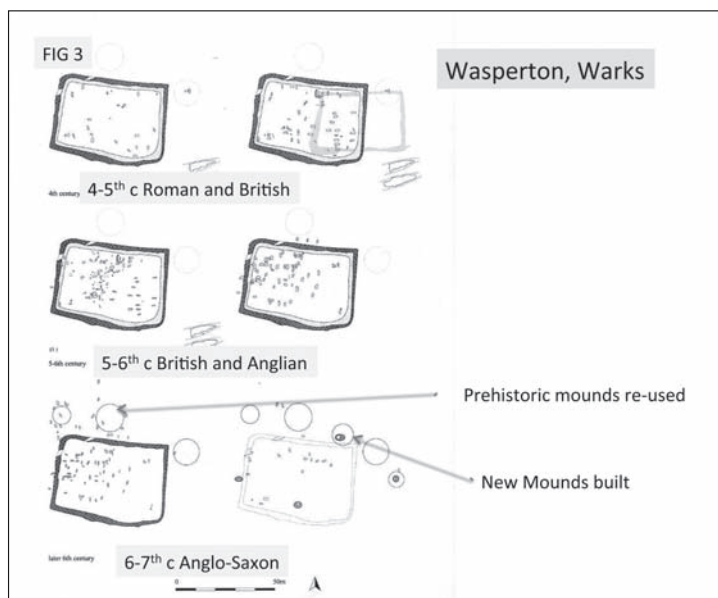 FIG 3
Wasperton, Warks
4th century
4-5th c Roman and British
5-6th century
5-6th c British and Anglian
Prehistoric mounds re-used
New Mounds built
later 6th century
6-7th c Anglo-Saxon
0 50m